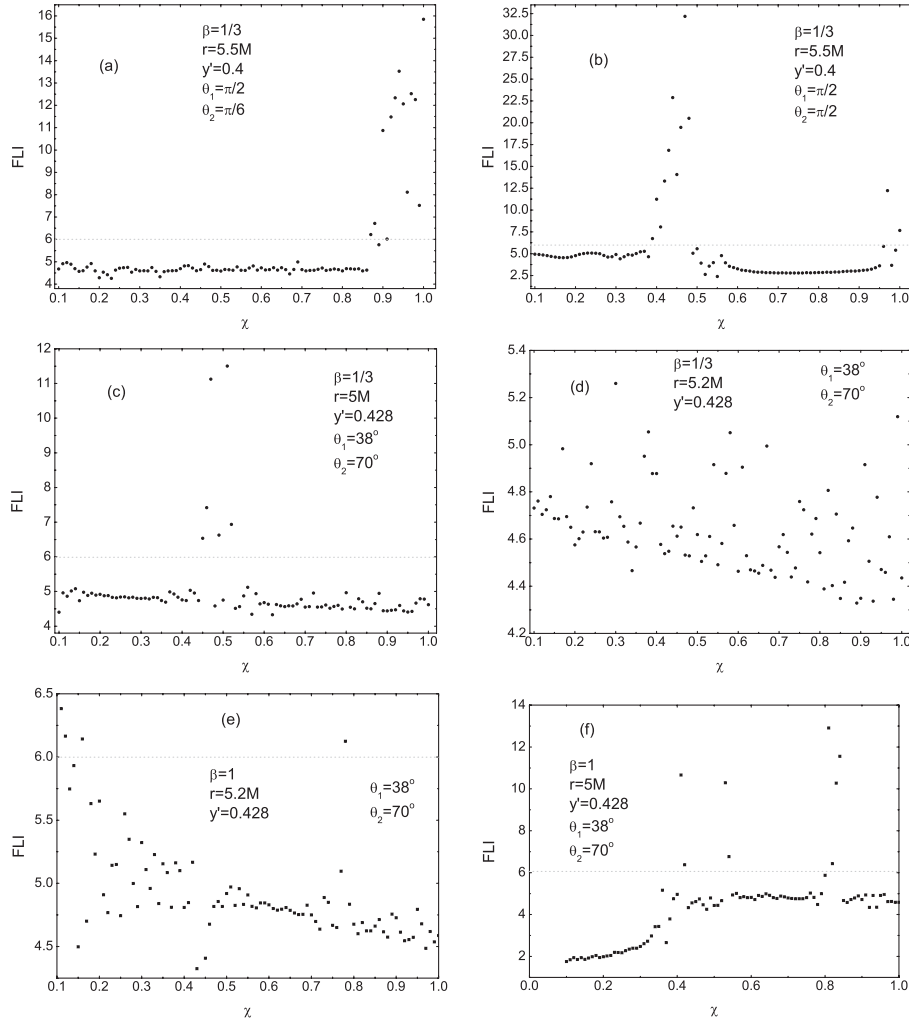 16
15
14
13
12
11
10
9
8
7
6
5
4
FLI
(a)
β=1/3
r=5.5M
y'=0.4
θ1=π/2
θ2=π/6
0.1 0.2 0.3 0.4 0.5 0.6 0.7 0.8 0.9 1.0
χ
32.5
30.0
27.5
25.0
22.5
20.0
17.5
15.0
12.5
10.0
7.5
5.0
2.5
FLI
(b)
β=1/3
r=5.5M
y'=0.4
θ1=π/2
θ2=π/2
0.1 0.2 0.3 0.4 0.5 0.6 0.7 0.8 0.9 1.0
χ
12
11
10
9
8
7
6
5
4
FLI
(c)
β=1/3
r=5M
y'=0.428
θ1=38°
θ2=70°
0.1 0.2 0.3 0.4 0.5 0.6 0.7 0.8 0.9 1.0
χ
5.4
5.2
5.0
4.8
4.6
4.4
4.2
FLI
(d)
β=1/3
r=5.2M
y'=0.428
θ1=38°
θ2=70°
0.1 0.2 0.3 0.4 0.5 0.6 0.7 0.8 0.9 1.0
χ
6.5
6.0
5.5
5.0
4.5
FLI
(e)
β=1
r=5.2M
y'=0.428
θ1=38°
θ2=70°
0.1 0.2 0.3 0.4 0.5 0.6 0.7 0.8 0.9 1.0
χ
14
12
10
8
6
4
2
FLI
(f)
β=1
r=5M
y'=0.428
θ1=38°
θ2=70°
0.0 0.2 0.4 0.6 0.8 1.0
χ